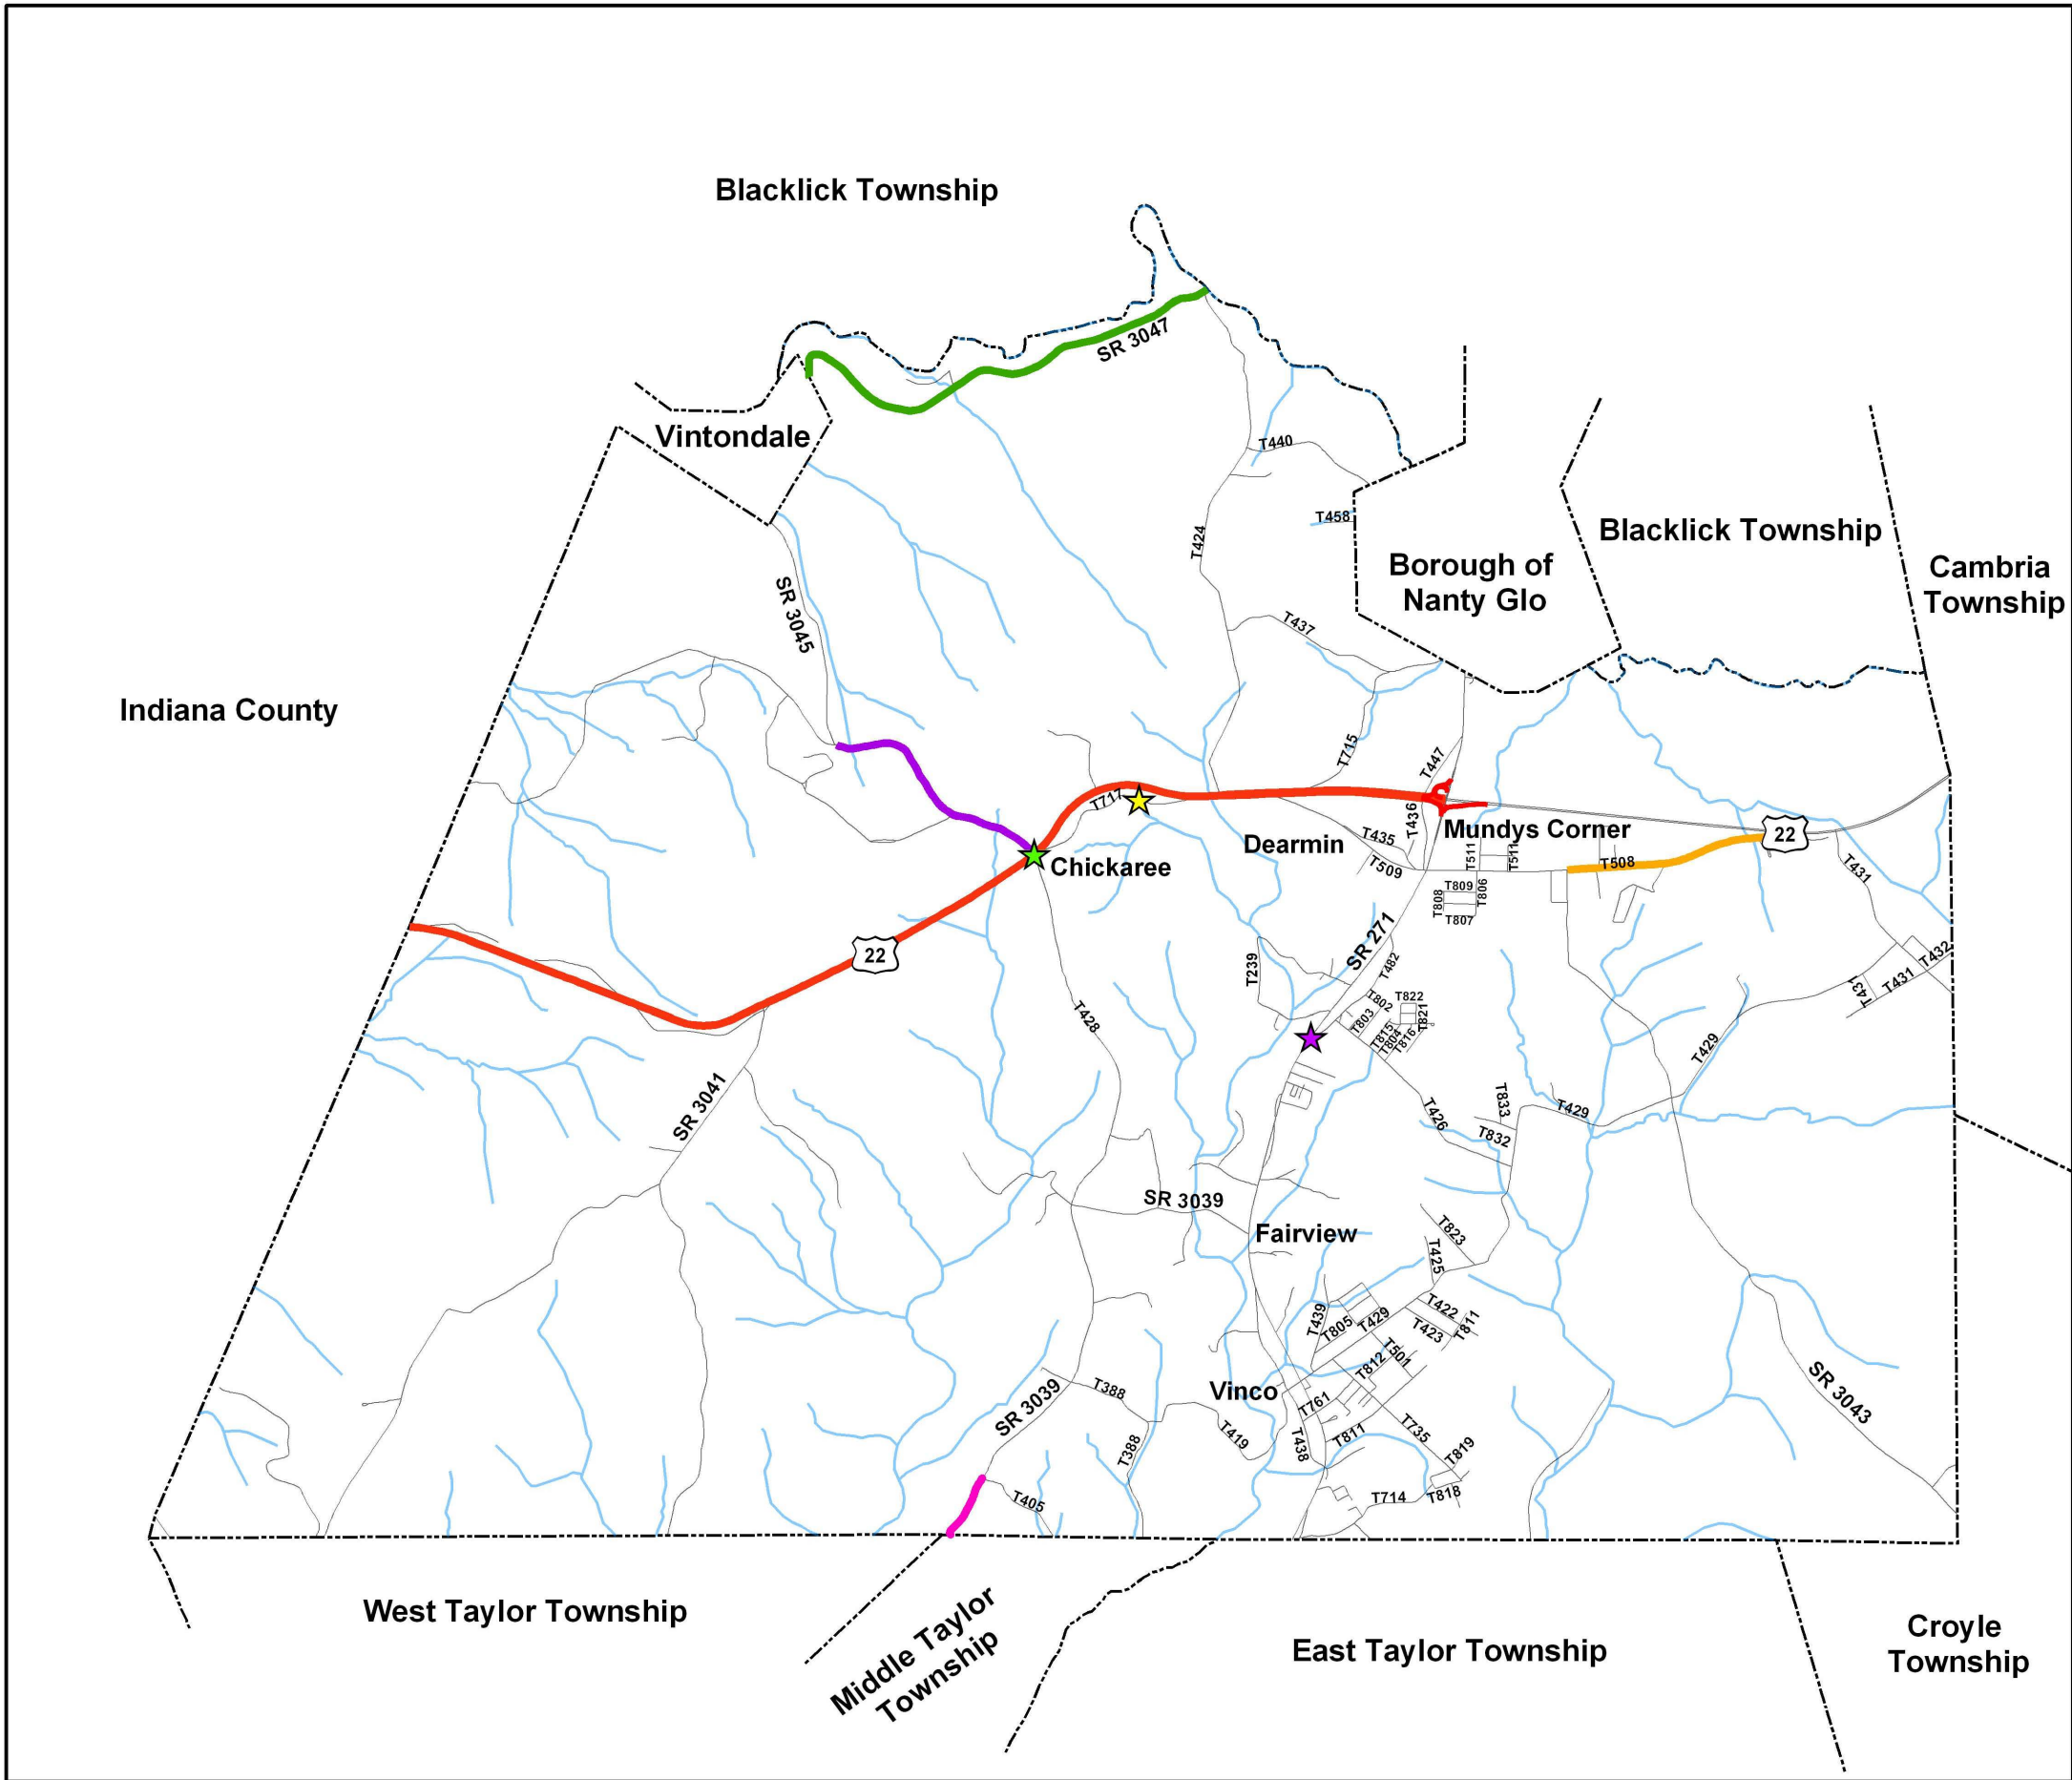 Blacklick Township
SR 3047
Vintondale
T440
T458
Blacklick Township
T424
Borough of
Nanty Glo
Cambria
Township
SR 3045
T437
Indiana County
T715
T447
T717
T436
Mundys Corner
22
Dearmin
T435
T511
T511
T508
Chickaree
T509
T431
T809
T806
T808
T807
SR 271
22
T239
T482
T432
T431
T431
T802
T822
T821
T803
T815
T804
T816
T428
T429
SR 3041
T833
T429
T426
T832
SR 3039
Fairview
T823
T425
T439
T422
T805
T429
T423
T811
T501
T812
SR 3043
T388
Vinco
SR 3039
T761
T735
T419
T438
T811
T388
T819
T405
T714
T818
West Taylor Township
Middle Taylor
Township
East Taylor Township
Croyle
Township